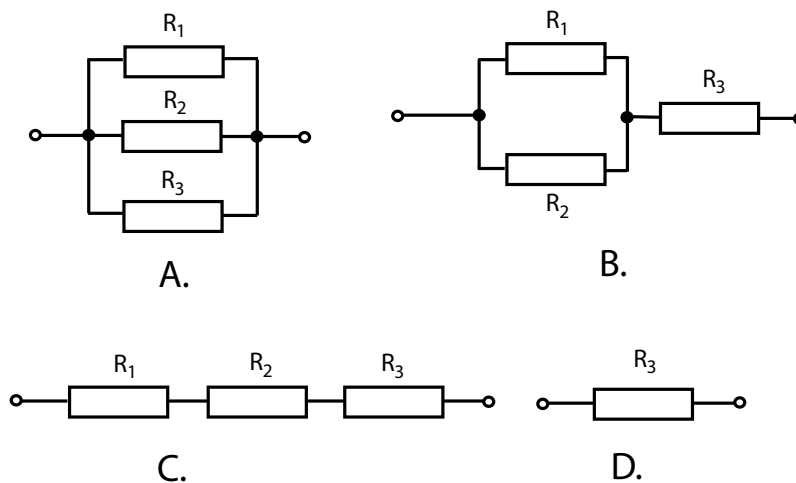 R₁
R₂
R₃
A.
R₁
R₂
R₃
B.
R₁ R₂ R₃
C.
R₃
D.